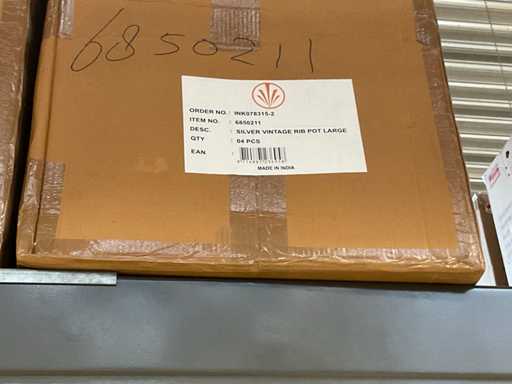 6850211
ORDER NO. : INK078315-2
ITEM NO. : 6850211
DESC. : SILVER VINTAGE RIB POT LARGE
QTY : 04 PCS
EAN :
MADE IN INDIA